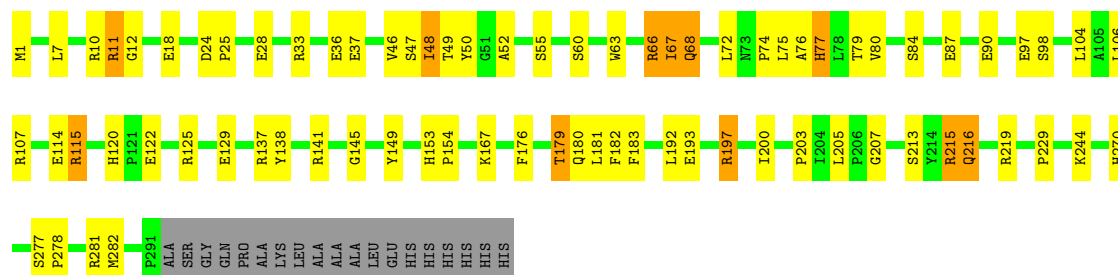 M1 L7 R10 R11 G12 E18 D24 P25 E28 R33 E36 E37 V46 S47 I48 T49 Y50 G51 A52 S55 S60 W63 R66 I67 Q68 L72 N73 P74 L75 A76 H77 L78 T79 V80 S84 E87 E90 E97 S98 L104 A105 L106
R107 E114 R115 H120 P121 E122 R125 E129 R137 Y138 R141 G145 Y149 H153 P154 K167 F176 T179 Q180 L181 F182 F183 L192 E193 R197 I200 P203 I204 L205 P206 G207 S213 Y214 R215 Q216 R219 P229 K244 H270
S277 P278 R281 M282 P291 ALA SER GLY GLN PRO ALA LYS LEU ALA ALA ALA LEU GLU HIS HIS HIS HIS HIS HIS